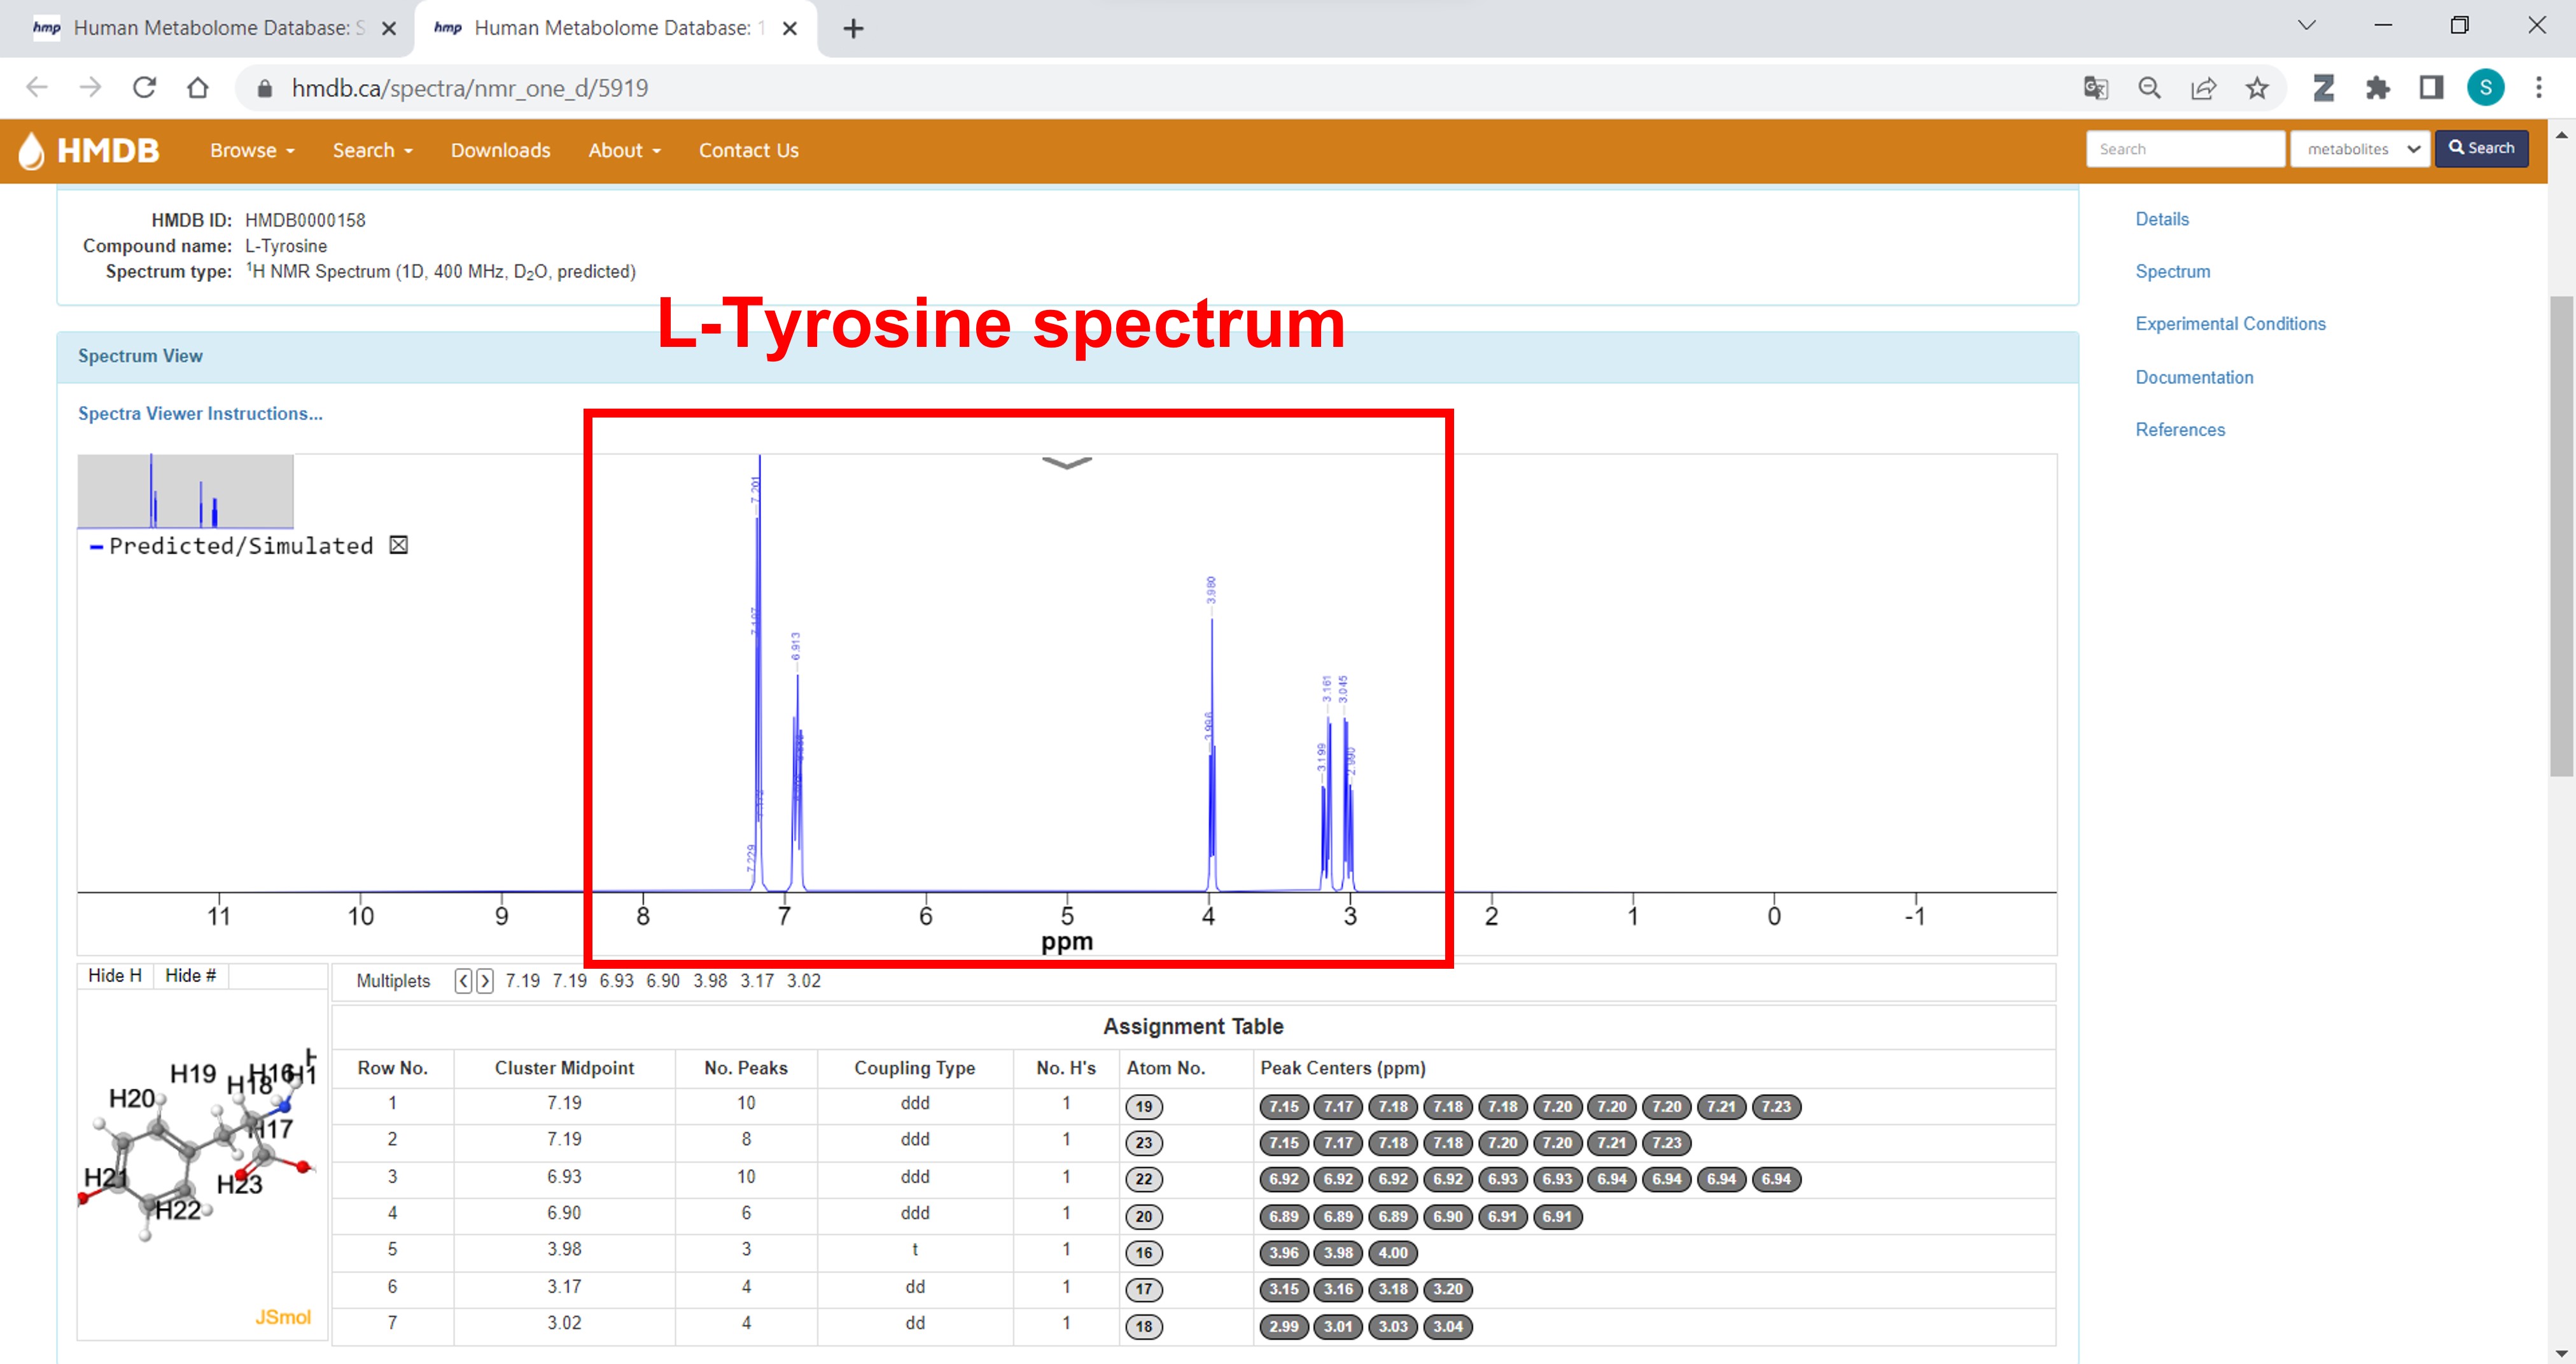 hmp Human Metabolome Database: S
hmp Human Metabolome Database: 1
hmdb.ca/spectra/nmr_one_d/5919
S
HMDB Browse Search Downloads About Contact Us
Search metabolites Search
HMDB ID: HMDB0000158
Compound name: L-Tyrosine
Spectrum type: ¹H NMR Spectrum (1D, 400 MHz, D₂O, predicted)
Details
Spectrum
Experimental Conditions
Documentation
References
L-Tyrosine spectrum
Spectrum View
Spectra Viewer Instructions...
Predicted/Simulated
7.201
7.229
6.913
3.980
3.161
3.045
3.199
11 10 9 8 7 6 5 4 3 2 1 0 -1
ppm
Hide H Hide #
Multiplets 7.19 7.19 6.93 6.90 3.98 3.17 3.02
H19
H18
H20
H17
H21
H23
H22
JSmol
Assignment Table
Row No. Cluster Midpoint No. Peaks Coupling Type No. H's Atom No. Peak Centers (ppm)
1 7.19 10 ddd 1 19 7.15 7.17 7.18 7.18 7.18 7.20 7.20 7.20 7.21 7.23
2 7.19 8 ddd 1 23 7.15 7.17 7.18 7.18 7.20 7.20 7.21 7.23
3 6.93 10 ddd 1 22 6.92 6.92 6.92 6.92 6.93 6.93 6.94 6.94 6.94 6.94
4 6.90 6 ddd 1 20 6.89 6.89 6.89 6.90 6.91 6.91
5 3.98 3 t 1 16 3.96 3.98 4.00
6 3.17 4 dd 1 17 3.15 3.16 3.18 3.20
7 3.02 4 dd 1 18 2.99 3.01 3.03 3.04